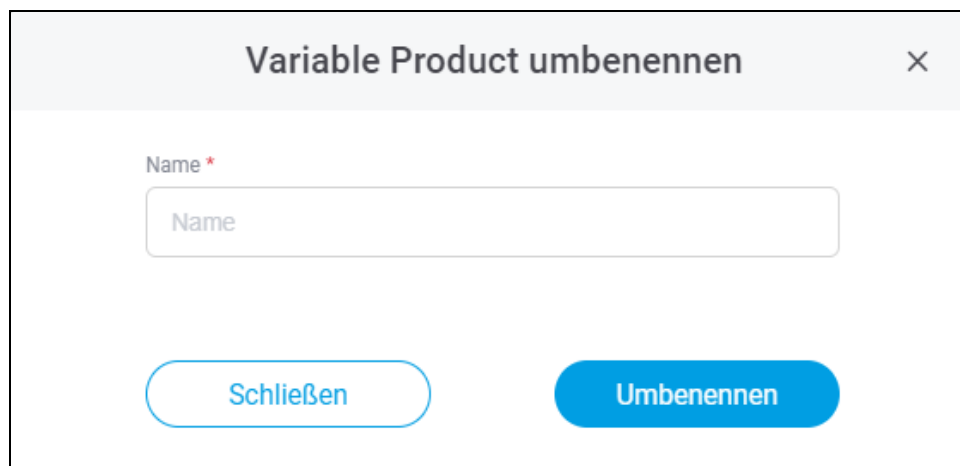 Variable Product umbenennen
Name *
Name
Schließen
Umbenennen